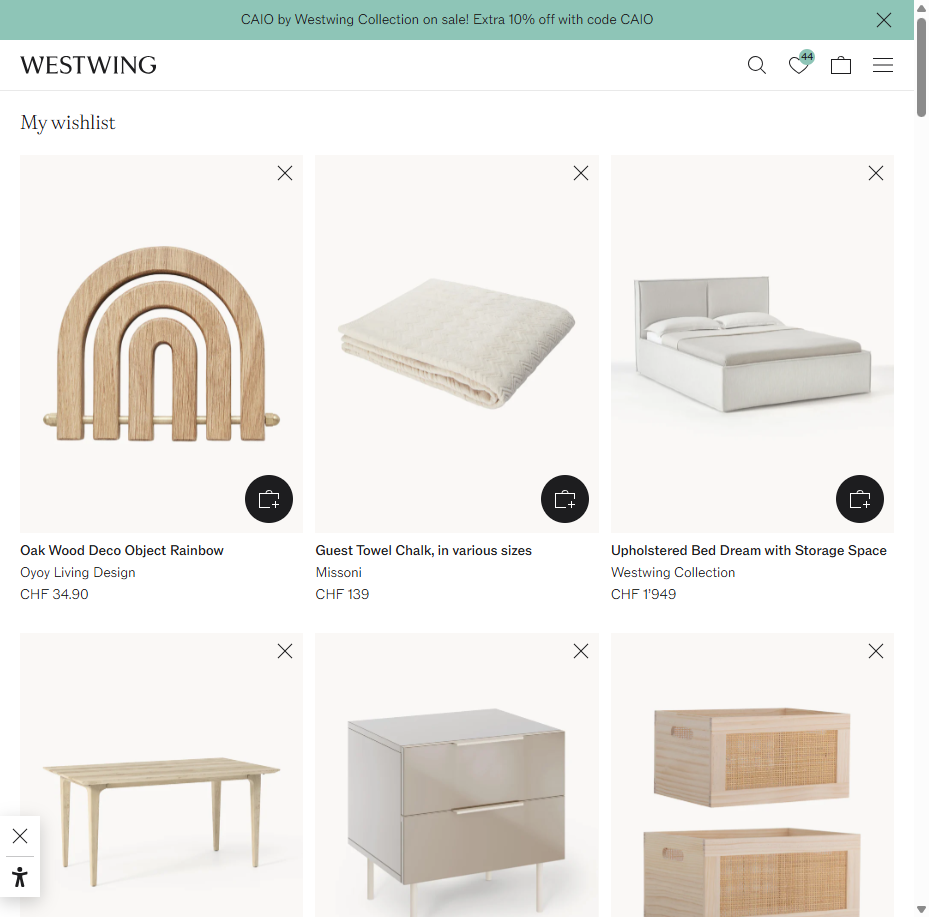 CAIO by Westwing Collection on sale! Extra 10% off with code CAIO
WESTWING
44
My wishlist
Oak Wood Deco Object Rainbow
Oyoy Living Design
CHF 34.90
Guest Towel Chalk, in various sizes
Missoni
CHF 139
Upholstered Bed Dream with Storage Space
Westwing Collection
CHF 1'949